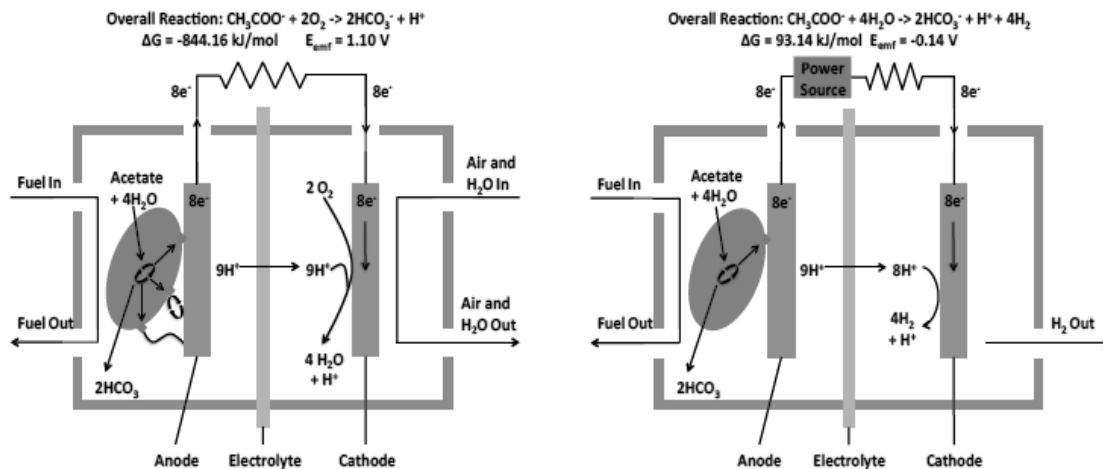 Overall Reaction: CH₃COO⁻ + 2O₂ -> 2HCO₃⁻ + H⁺
ΔG = -844.16 kJ/mol E_emf = 1.10 V
8e⁻
8e⁻
Fuel In
Acetate
+ 4H₂O
8e⁻
2 O₂
8e⁻
Air and
H₂O In
9H⁺
9H⁺
Fuel Out
4 H₂O
+ H⁺
Air and
H₂O Out
2HCO₃
Anode
Electrolyte
Cathode
Overall Reaction: CH₃COO⁻ + 4H₂O -> 2HCO₃⁻ + H⁺ + 4H₂
ΔG = 93.14 kJ/mol E_emf = -0.14 V
Power
Source
8e⁻
8e⁻
Fuel In
Acetate
+ 4H₂O
8e⁻
8e⁻
9H⁺
8H⁺
Fuel Out
4H₂
+ H⁺
H₂ Out
2HCO₃
Anode
Electrolyte
Cathode